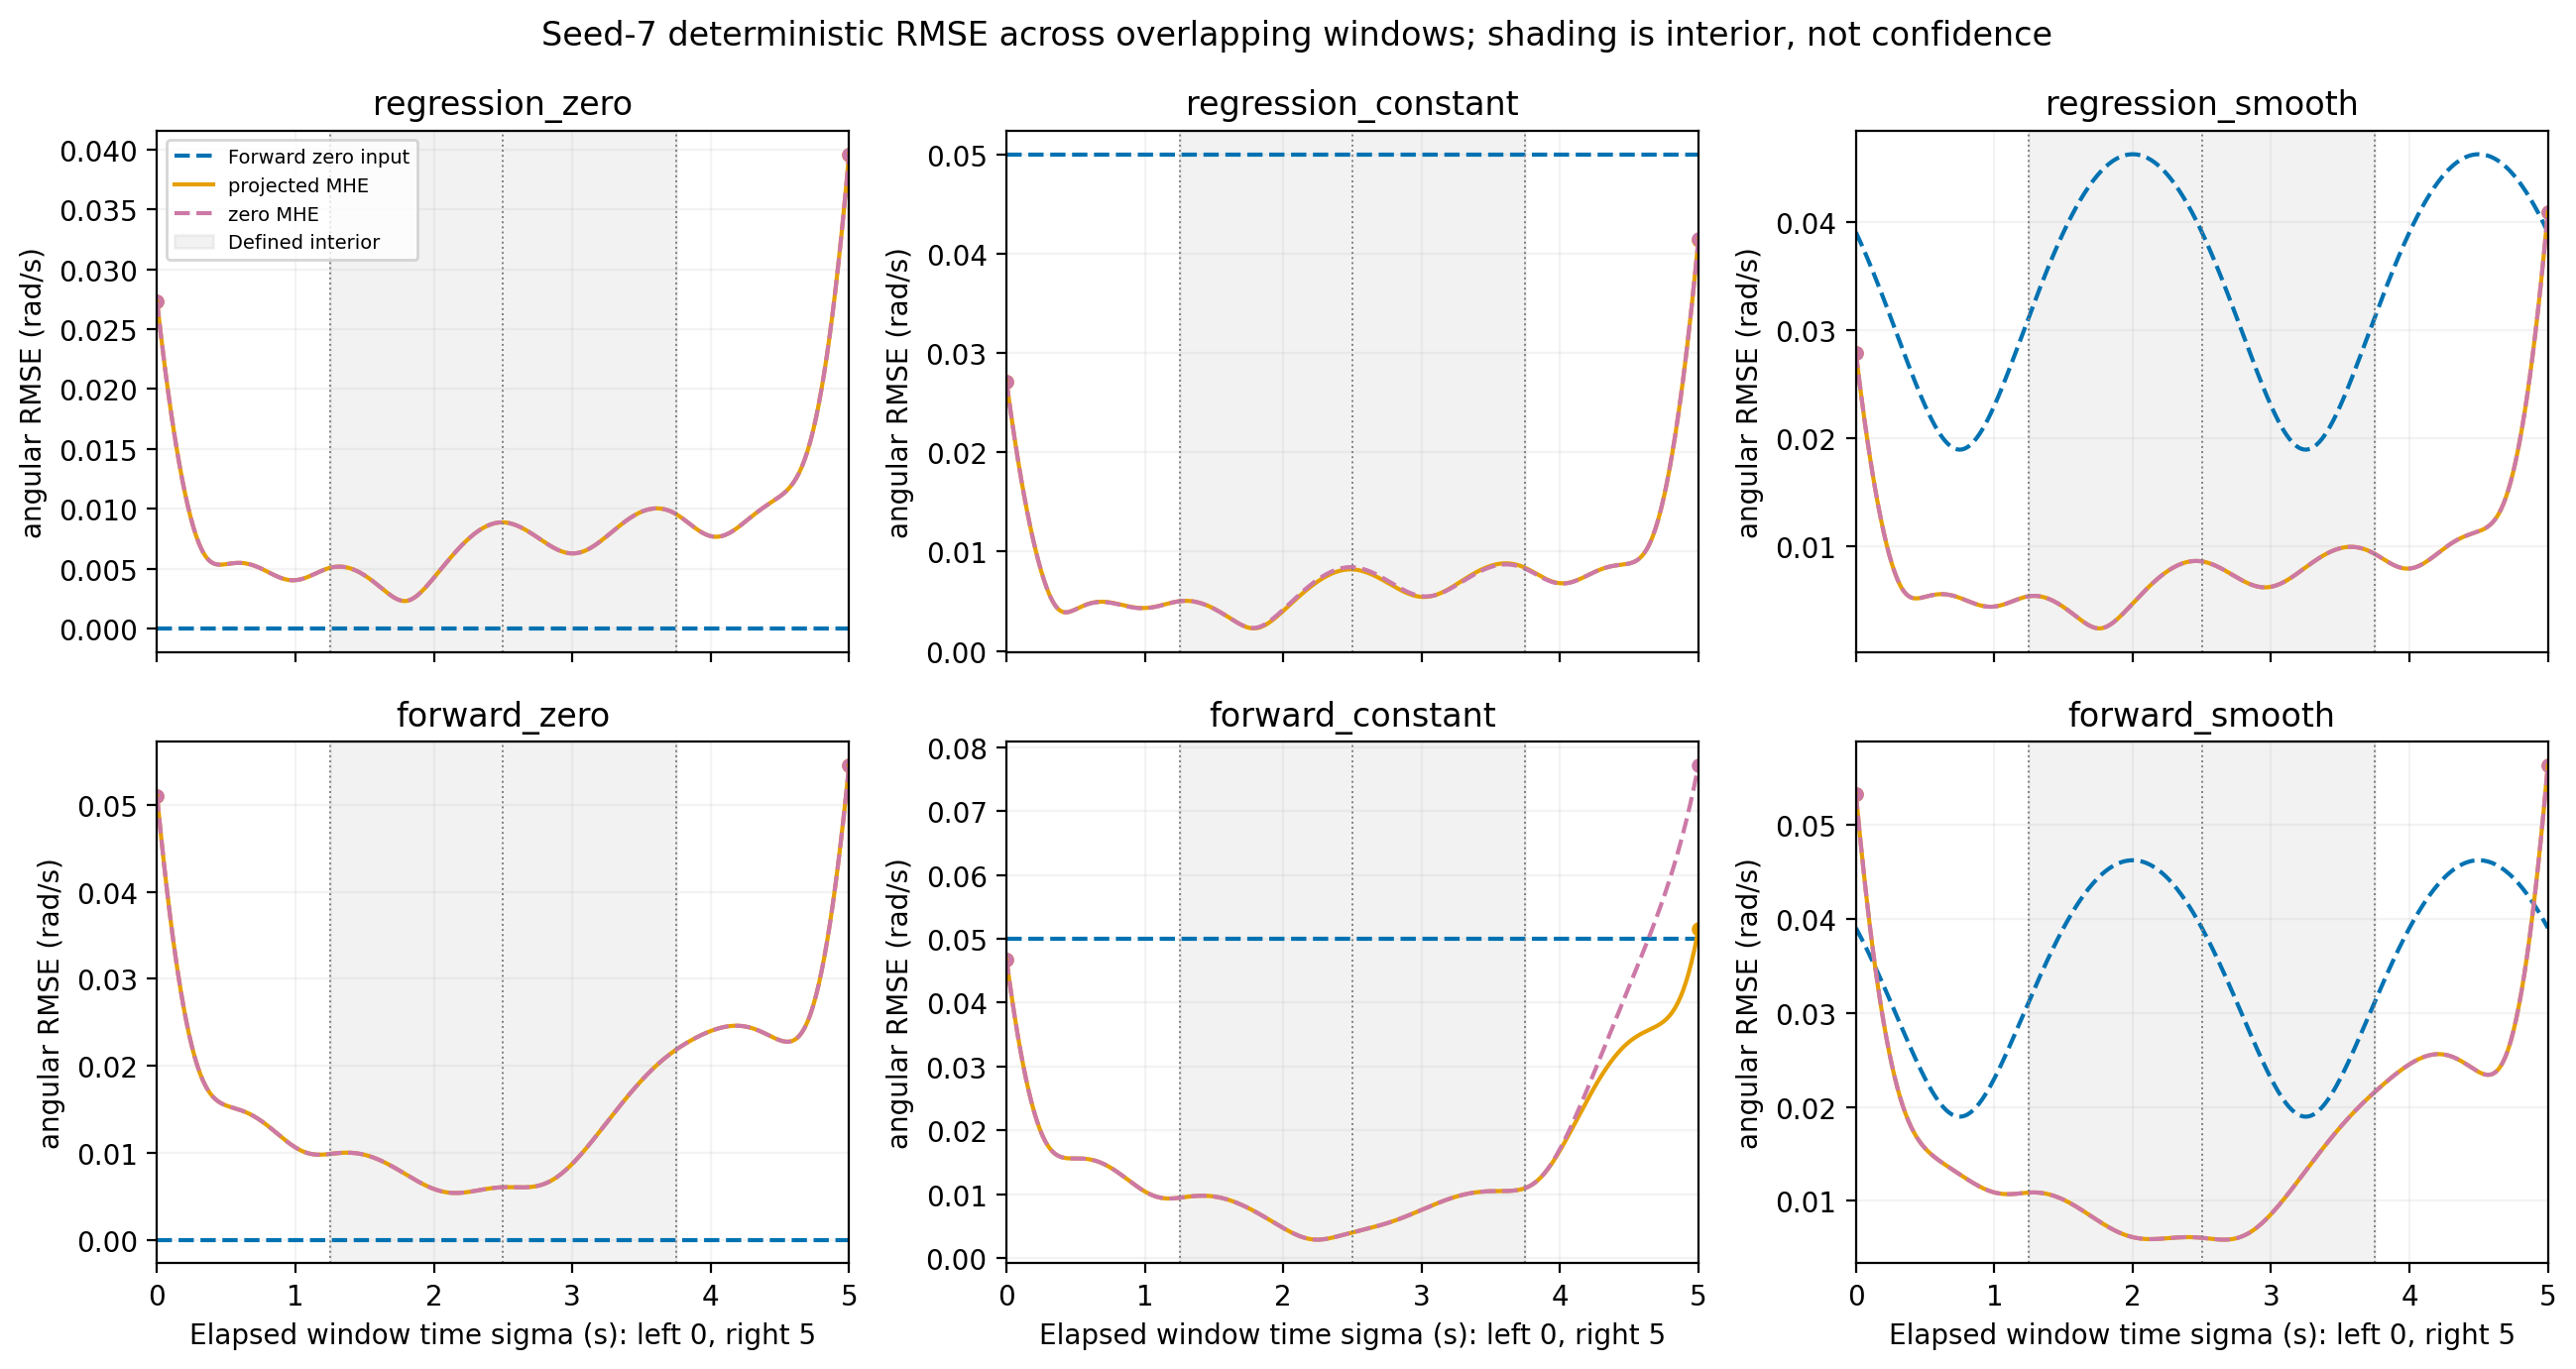 Seed-7 deterministic RMSE across overlapping windows; shading is interior, not confidence
regression_zero
angular RMSE (rad/s)
0.040
0.035
0.030
0.025
0.020
0.015
0.010
0.005
0.000
Forward zero input
projected MHE
zero MHE
Defined interior
regression_constant
angular RMSE (rad/s)
0.05
0.04
0.03
0.02
0.01
0.00
regression_smooth
angular RMSE (rad/s)
0.04
0.03
0.02
0.01
forward_zero
angular RMSE (rad/s)
0.05
0.04
0.03
0.02
0.01
0.00
0 1 2 3 4 5
Elapsed window time sigma (s): left 0, right 5
forward_constant
angular RMSE (rad/s)
0.08
0.07
0.06
0.05
0.04
0.03
0.02
0.01
0.00
0 1 2 3 4 5
Elapsed window time sigma (s): left 0, right 5
forward_smooth
angular RMSE (rad/s)
0.05
0.04
0.03
0.02
0.01
0 1 2 3 4 5
Elapsed window time sigma (s): left 0, right 5